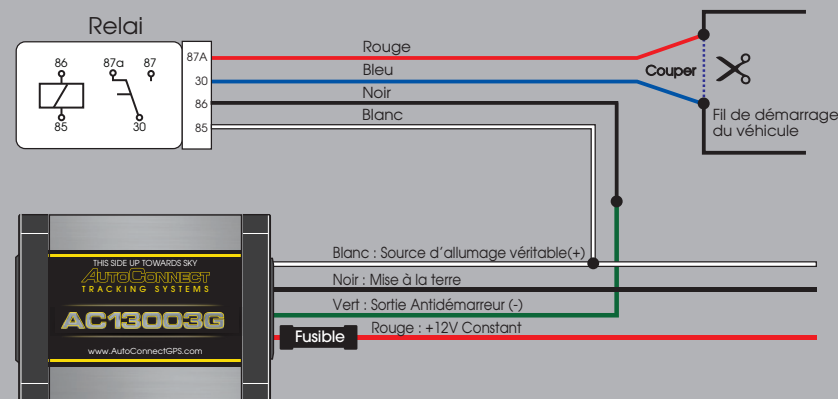 Relai
86
87a
87
85
30
87A
30
86
85
Rouge
Bleu
Noir
Blanc
Couper
Fil de démarrage
du véhicule
THIS SIDE UP TOWARDS SKY
AUTOCONNECT
TRACKING SYSTEMS
AC13003G
www.AutoConnectGPS.com
Blanc : Source d'allumage véritable(+)
Noir : Mise à la terre
Vert : Sortie Antidémarreur (-)
Fusible
Rouge : +12V Constant